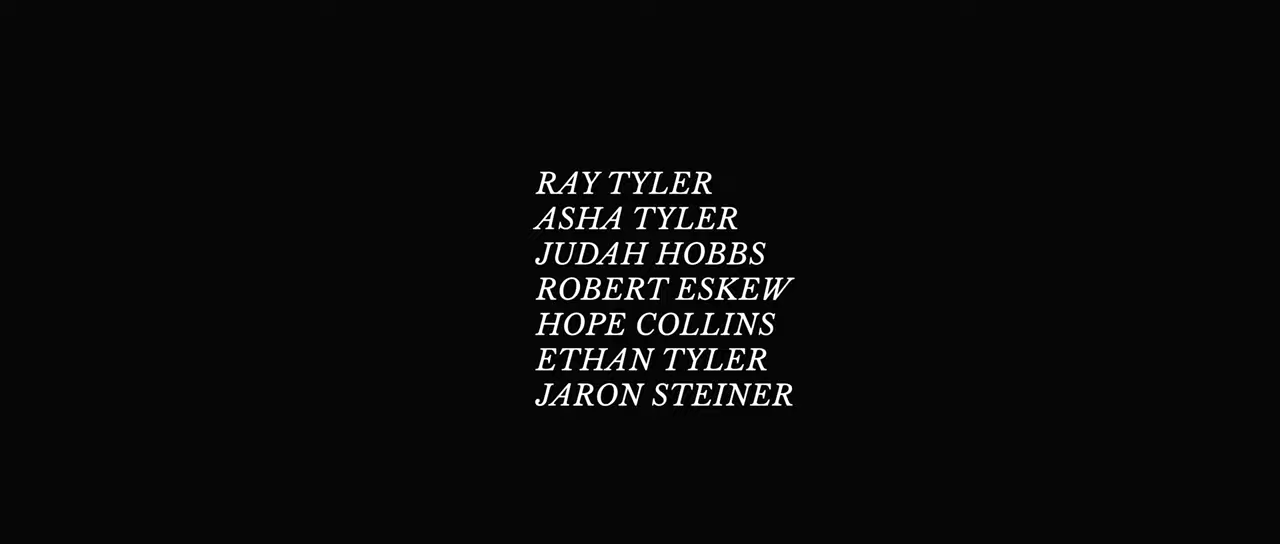 RAY TYLER
ASHA TYLER
JUDAH HOBBS
ROBERT ESKEW
HOPE COLLINS
ETHAN TYLER
JARON STEINER